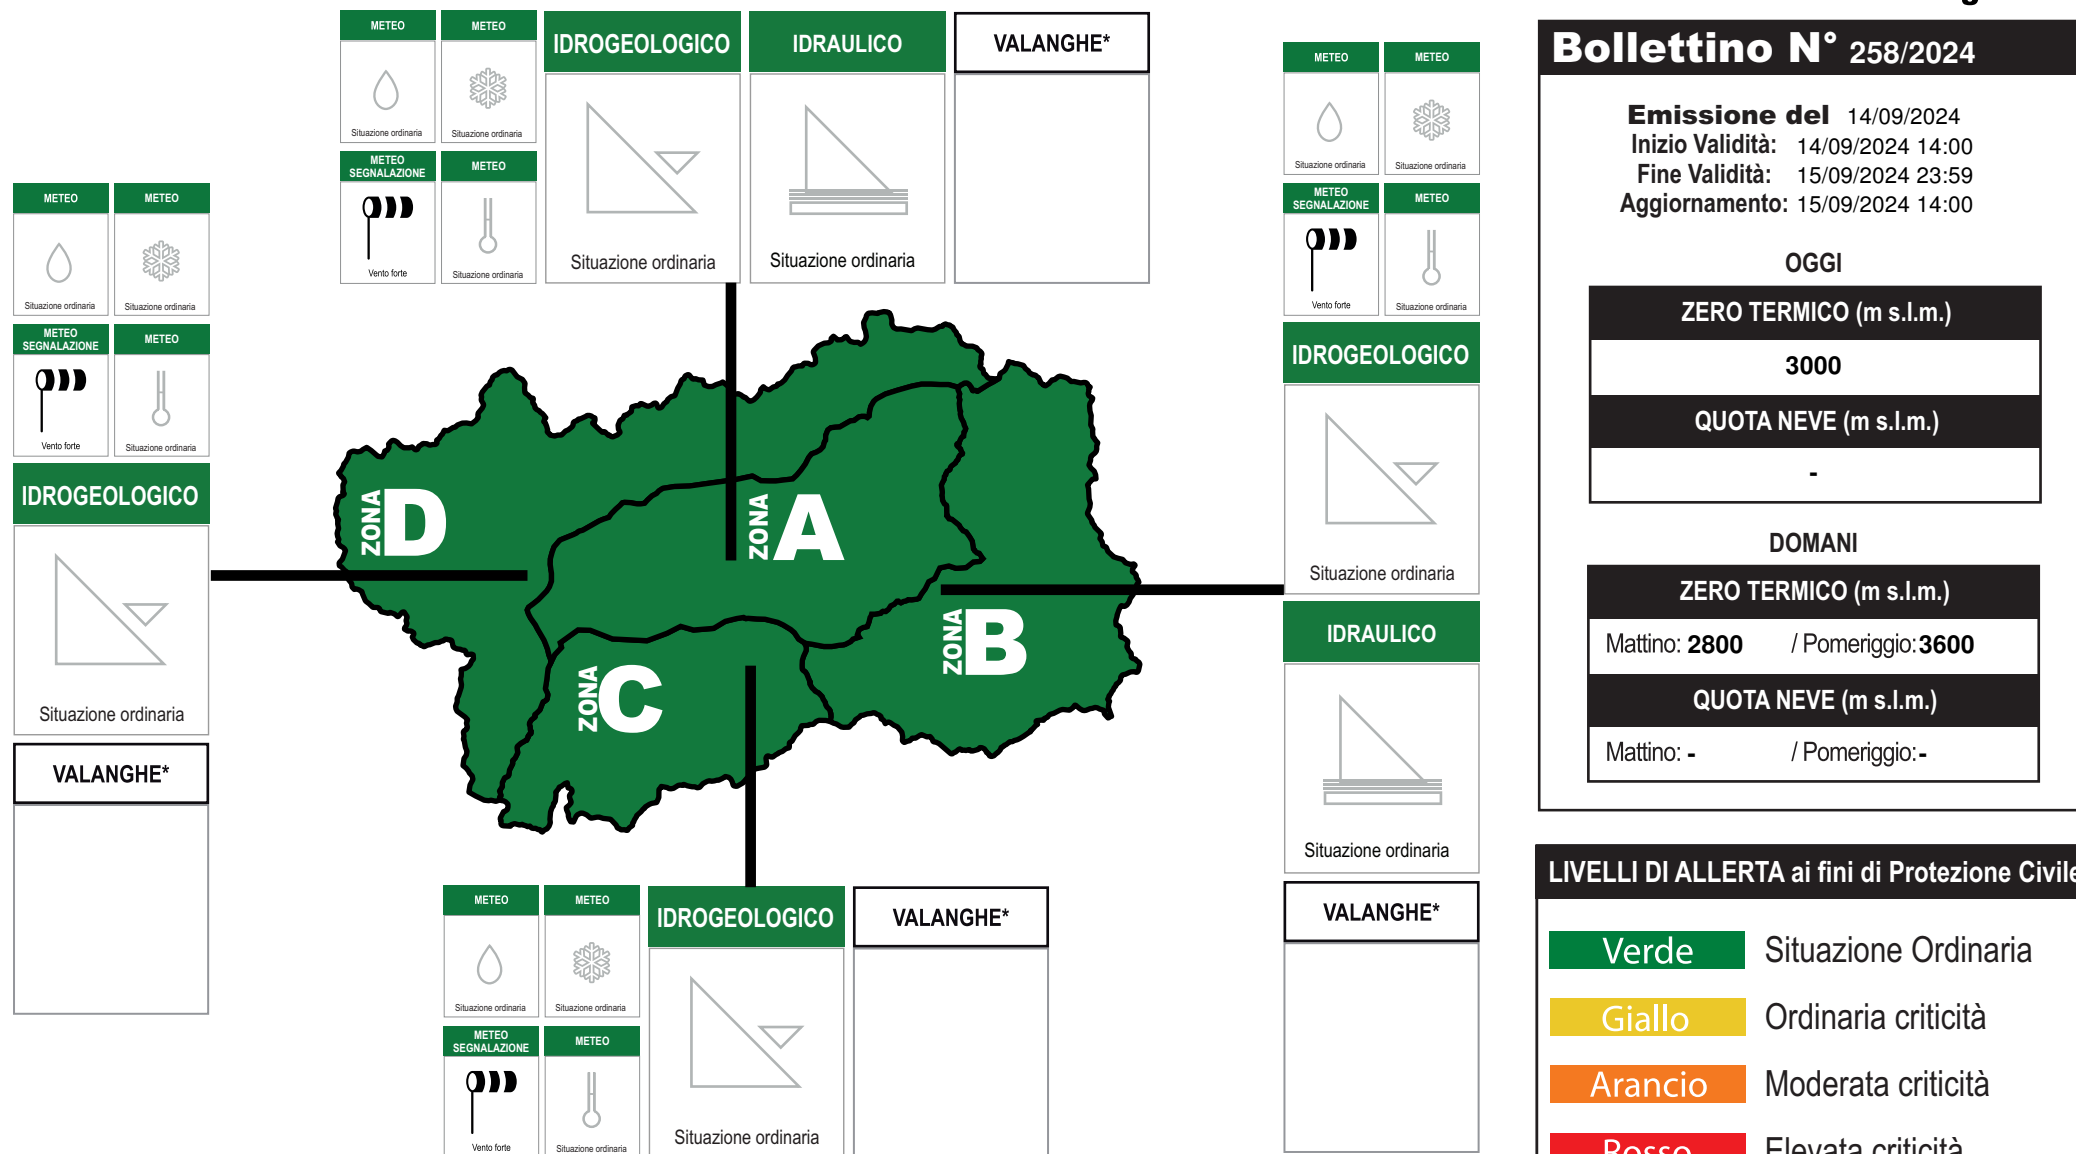 METEO METEO
Situazione ordinaria Situazione ordinaria
METEO SEGNALAZIONE METEO
Vento forte Situazione ordinaria
IDROGEOLOGICO
Situazione ordinaria
IDRAULICO
Situazione ordinaria
VALANGHE*
METEO METEO
Situazione ordinaria Situazione ordinaria
METEO SEGNALAZIONE METEO
Vento forte Situazione ordinaria
IDROGEOLOGICO
Situazione ordinaria
VALANGHE*
ZONA D
ZONA A
ZONA B
ZONA C
METEO METEO
Situazione ordinaria Situazione ordinaria
METEO SEGNALAZIONE METEO
Vento forte Situazione ordinaria
IDROGEOLOGICO
Situazione ordinaria
IDRAULICO
Situazione ordinaria
VALANGHE*
METEO METEO
Situazione ordinaria Situazione ordinaria
METEO SEGNALAZIONE METEO
Vento forte Situazione ordinaria
IDROGEOLOGICO
Situazione ordinaria
VALANGHE*
Bollettino N° 258/2024
Emissione del 14/09/2024
Inizio Validità: 14/09/2024 14:00
Fine Validità: 15/09/2024 23:59
Aggiornamento: 15/09/2024 14:00
OGGI
ZERO TERMICO (m s.l.m.)
3000
QUOTA NEVE (m s.l.m.)
-
DOMANI
ZERO TERMICO (m s.l.m.)
Mattino: 2800 / Pomeriggio: 3600
QUOTA NEVE (m s.l.m.)
Mattino: - / Pomeriggio: -
LIVELLI DI ALLERTA ai fini di Protezione Civile
Verde Situazione Ordinaria
Giallo Ordinaria criticità
Arancio Moderata criticità
Rosso Elevata criticità